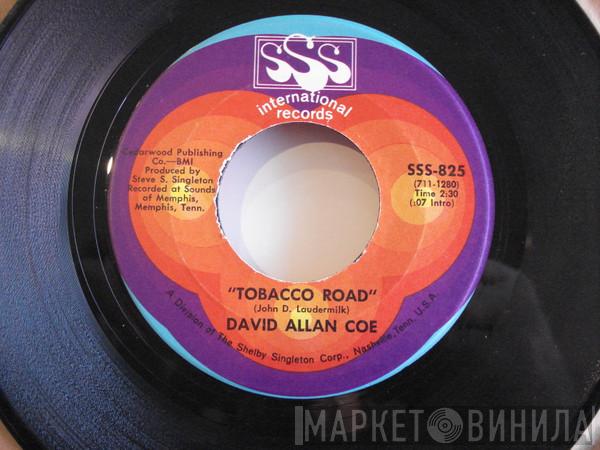 SSS
international
records
Cedarwood Publishing
Co.—BMI
Produced by
Steve S. Singleton
Recorded at Sounds
of Memphis,
Memphis, Tenn.
SSS-825
(711-1280)
Time 2:30
(:07 Intro)
"TOBACCO ROAD"
(John D. Laudermilk)
DAVID ALLAN COE
A Division of The Shelby Singleton Corp., Nashville, Tenn. U.S.A.
МАРКЕТ ВИНИЛА